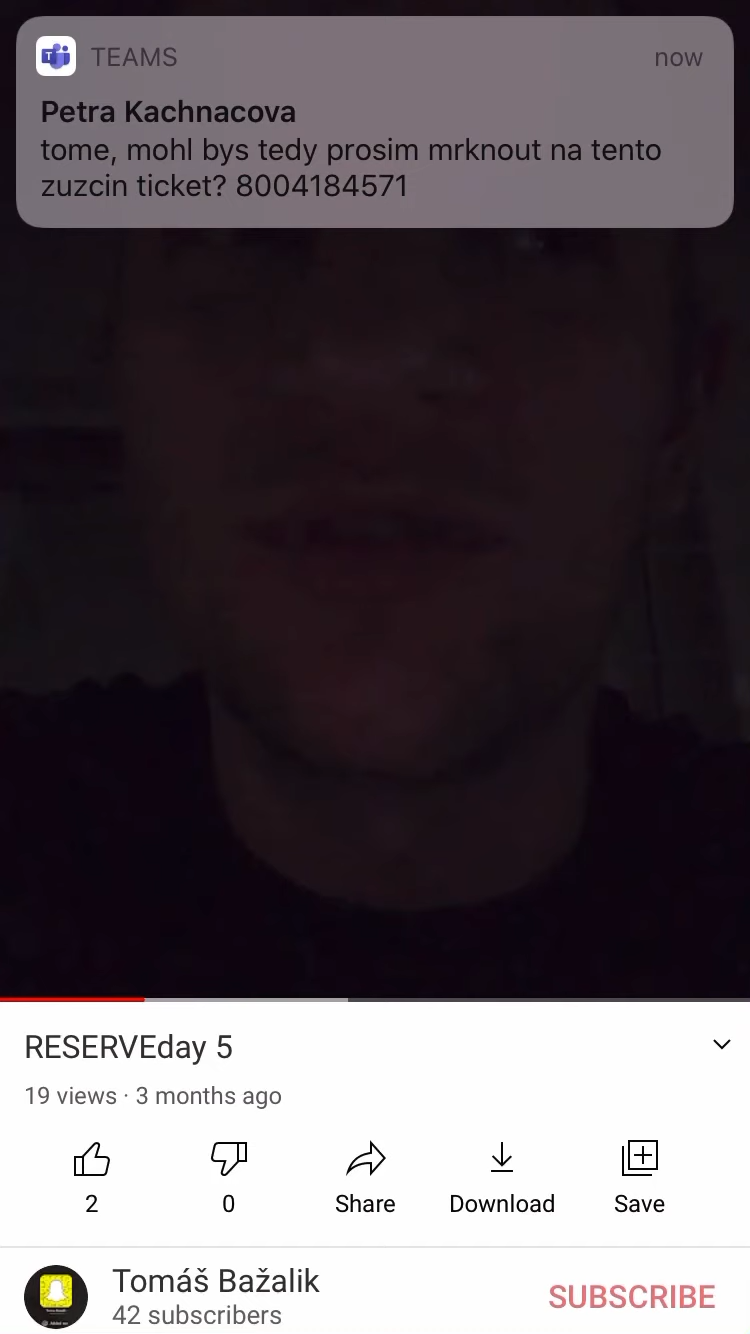 TEAMS now
Petra Kachnacova
tome, mohl bys tedy prosim mrknout na tento
zuzcin ticket? 8004184571
RESERVEday 5
19 views · 3 months ago
2 0 Share Download Save
Tomáš Bažalik
42 subscribers
SUBSCRIBE